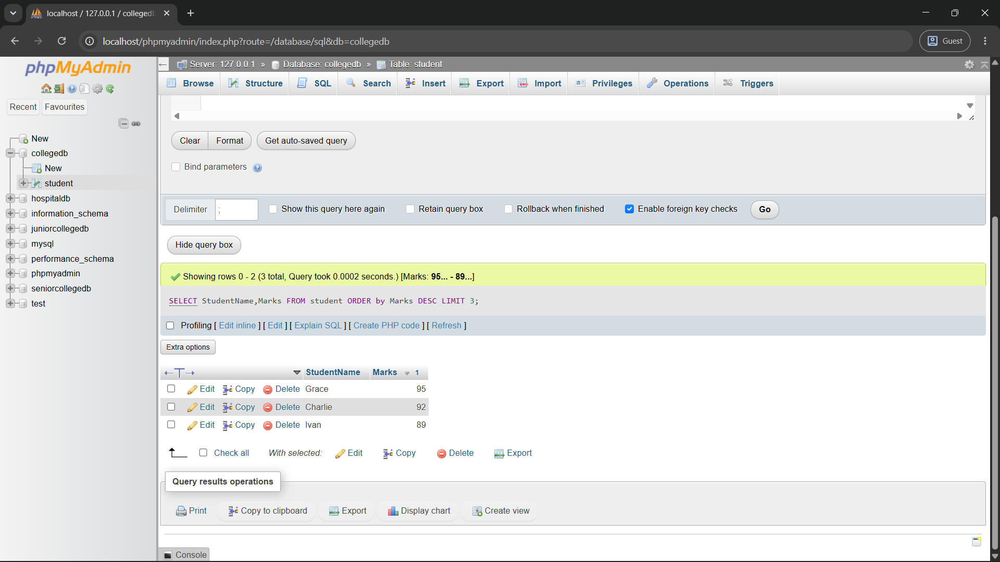 localhost / 127.0.0.1 / collegedb
localhost/phpmyadmin/index.php?route=/database/sql&db=collegedb
Guest
phpMyAdmin
Recent
Favourites
New
collegedb
New
student
hospitaldb
information_schema
juniorcollegedb
mysql
performance_schema
phpmyadmin
seniorcollegedb
test
Server: 127.0.0.1 » Database: collegedb » Table: student
Browse Structure SQL Search Insert Export Import Privileges Operations Triggers
Clear Format Get auto-saved query
Bind parameters
Delimiter ; Show this query here again Retain query box Rollback when finished Enable foreign key checks Go
Hide query box
Showing rows 0 - 2 (3 total, Query took 0.0002 seconds.) [Marks: 95... - 89...]
SELECT StudentName,Marks FROM student ORDER by Marks DESC LIMIT 3;
Profiling [ Edit inline ] [ Edit ] [ Explain SQL ] [ Create PHP code ] [ Refresh ]
Extra options
←T→ StudentName Marks 1
Edit Copy Delete Grace 95
Edit Copy Delete Charlie 92
Edit Copy Delete Ivan 89
Check all With selected: Edit Copy Delete Export
Query results operations
Print Copy to clipboard Export Display chart Create view
Console